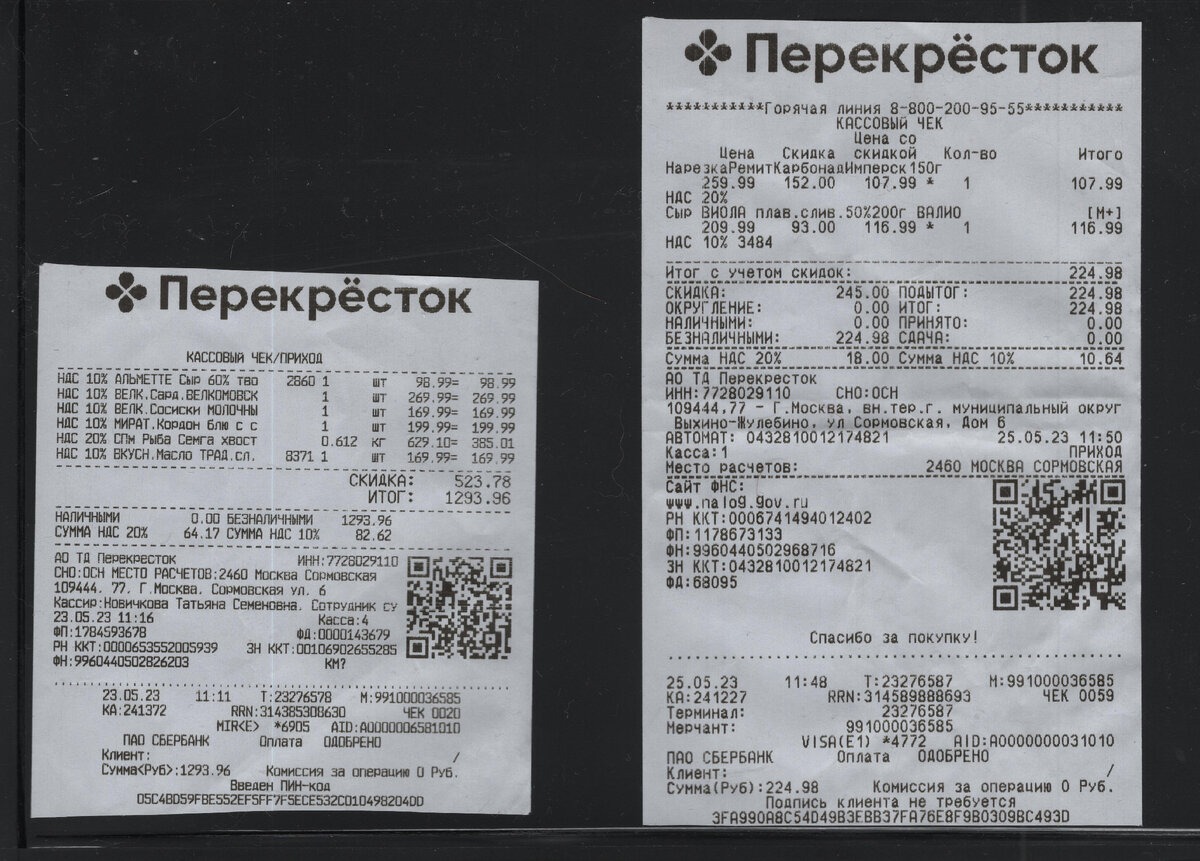 Перекрёсток
КАССОВЫЙ ЧЕК/ПРИХОД
НДС 10% АЛЬМЕТТЕ Сыр 60% тво 2860 1 шт 98.99= 98.99
НДС 10% ВЕЛК.Сард.ВЕЛКОМОВСК 1 шт 269.99= 269.99
НДС 10% ВЕЛК.Сосиски МОЛОЧНЫ 1 шт 169.99= 169.99
НДС 10% МИРАТ.Кордон блю с с 1 шт 199.99= 199.99
НДС 20% СПм Рыба Семга хвост 0.612 кг 629.10= 385.01
НДС 10% ВКУСН.Масло ТРАД.сл. 8371 1 шт 169.99= 169.99
СКИДКА: 523.78
ИТОГ: 1293.96
НАЛИЧНЫМИ 0.00 БЕЗНАЛИЧНЫМИ 1293.96
СУММА НДС 20% 64.17 СУММА НДС 10% 82.62
АО ТД Перекресток ИНН:7728029110
СНО:ОСН МЕСТО РАСЧЕТОВ:2460 Москва Сормовская
109444, 77, Г.Москва, Сормовская ул. 6
Кассир:Новичкова Татьяна Семеновна, Сотрудник СУ
23.05.23 11:16 Касса:4
ФП:1784593678 ФД:0000143679
РН ККТ:0000653552005939 ЗН ККТ:00106902655285
ФН:9960440502826203 КМ?
23.05.23 11:11 Т:23276578 М:991000036585
КА:241372 RRN:314385308630 ЧЕК 0020
MIR<E> *6905 AID:A0000006581010
ПАО СБЕРБАНК Оплата ОДОБРЕНО
Клиент: /
Сумма<Руб>:1293.96 Комиссия за операцию 0 Руб.
Введен ПИН-код
05C4BD59FBE552EF5FF7F5ECE532CD10498204DD
Перекрёсток
***********Горячая линия 8-800-200-95-55***********
КАССОВЫЙ ЧЕК
Цена со
Цена Скидка скидкой Кол-во Итого
НарезкаРемитКарбонадИмперск150г
259.99 152.00 107.99 * 1 107.99
НДС 20%
Сыр ВИОЛА плав.слив.50%200г ВАЛИО [М+]
209.99 93.00 116.99 * 1 116.99
НДС 10% 3484
Итог с учетом скидок: 224.98
СКИДКА: 245.00 ПОДЫТОГ: 224.98
ОКРУГЛЕНИЕ: 0.00 ИТОГ: 224.98
НАЛИЧНЫМИ: 0.00 ПРИНЯТО: 0.00
БЕЗНАЛИЧНЫМИ: 224.98 СДАЧА: 0.00
Сумма НДС 20% 18.00 Сумма НДС 10% 10.64
АО ТД Перекресток
ИНН:7728029110 СНО:ОСН
109444,77 - Г.Москва, вн.тер.г. муниципальный округ
Выхино-Жулебино, ул Сормовская, Дом 6
АВТОМАТ: 0432810012174821 25.05.23 11:50
Касса:1 ПРИХОД
Место расчетов: 2460 МОСКВА СОРМОВСКАЯ
Сайт ФНС:
www.nalog.gov.ru
РН ККТ:0006741494012402
ФП:1178673133
ФН:9960440502968716
ЗН ККТ:0432810012174821
ФД:68095
Спасибо за покупку!
25.05.23 11:48 Т:23276587 М:991000036585
КА:241227 RRN:314589888693 ЧЕК 0059
Терминал: 23276587
Мерчант: 991000036585
VISA(E1) *4772 AID:A0000000031010
ПАО СБЕРБАНК Оплата ОДОБРЕНО
Клиент: /
Сумма(Руб):224.98 Комиссия за операцию 0 Руб.
Подпись клиента не требуется
3FA990A8C54D49B3EBB37FA76E8F9B0309BC493D